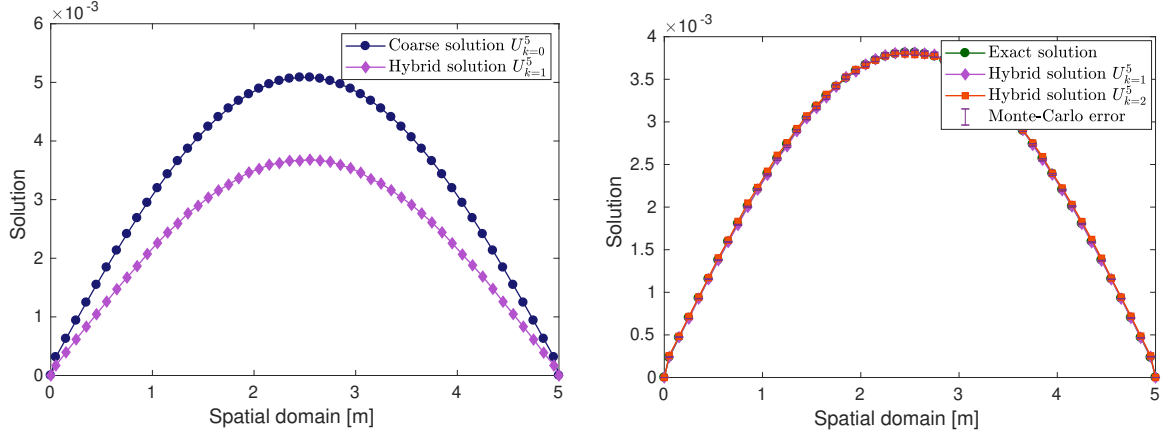 ×10⁻³
6
5
4
3
2
1
0
Solution
0 1 2 3 4 5
Spatial domain [m]
Coarse solution U⁵ₖ₌₀
Hybrid solution U⁵ₖ₌₁
×10⁻³
4
3.5
3
2.5
2
1.5
1
0.5
0
Solution
0 1 2 3 4 5
Spatial domain [m]
Exact solution
Hybrid solution U⁵ₖ₌₁
Hybrid solution U⁵ₖ₌₂
Monte-Carlo error